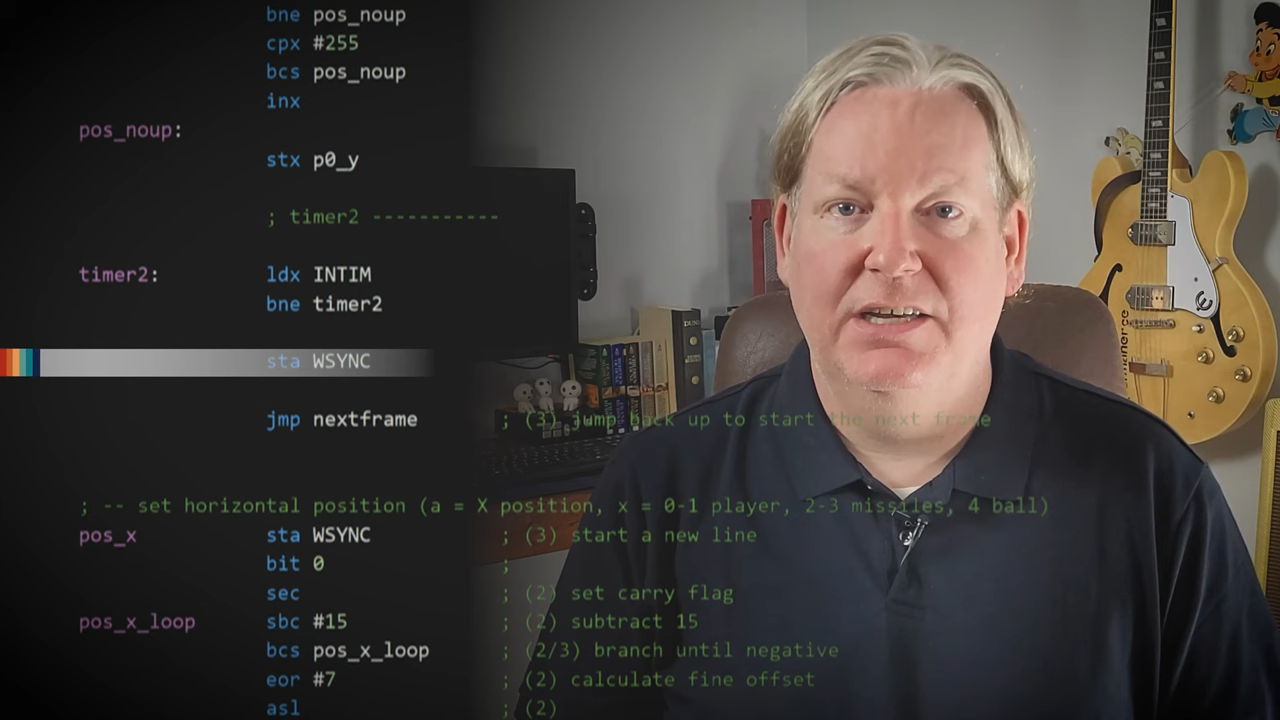 bne pos_noup
cpx #255
bcs pos_noup
inx
pos_noup:
stx p0_y
; timer2 -----------
timer2: ldx INTIM
bne timer2
sta WSYNC
jmp nextframe ; (3) jump back up to start the next frame
; -- set horizontal position (a = X position, x = 0-1 player, 2-3 missiles, 4 ball)
pos_x sta WSYNC ; (3) start a new line
bit 0 ;
sec ; (2) set carry flag
pos_x_loop sbc #15 ; (2) subtract 15
bcs pos_x_loop ; (2/3) branch until negative
eor #7 ; (2) calculate fine offset
asl ; (2)
DUNE